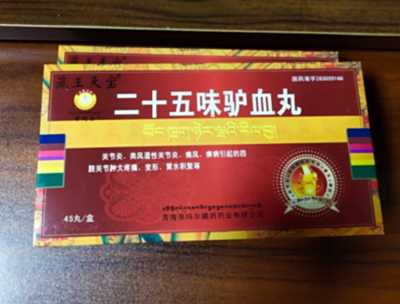 藏王天宝®
国药准字Z63020166
二十五味驴血丸
བོང་ཁྲག་ཉེར་ལྔའི་རིལ་བུ།
关节炎、类风湿性关节炎、痛风、痹病引起的四
肢关节肿大疼痛、变形、黄水积聚等
45丸/盒
青海帝玛尔藏药药业有限公司